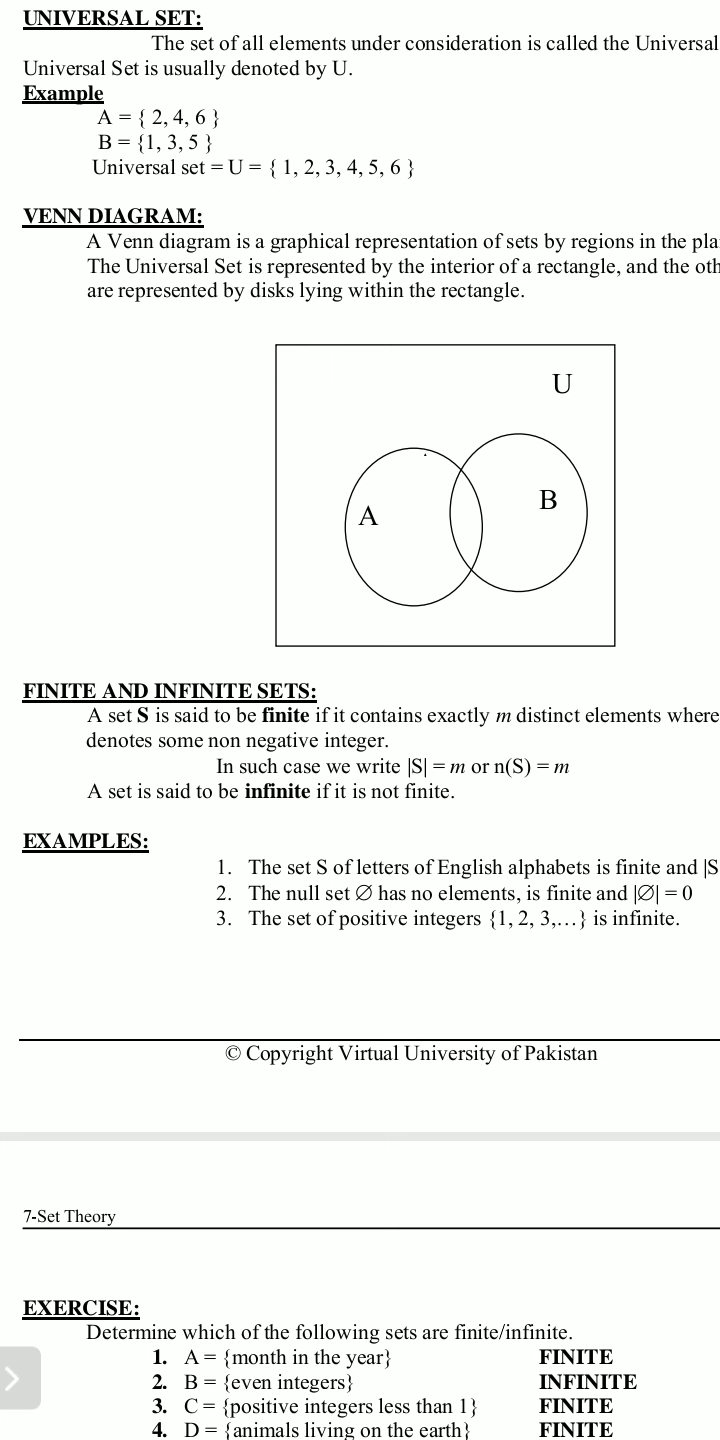 UNIVERSAL SET:
The set of all elements under consideration is called the Universal
Universal Set is usually denoted by U.
Example
A = { 2, 4, 6 }
B = {1, 3, 5 }
Universal set = U = { 1, 2, 3, 4, 5, 6 }
VENN DIAGRAM:
A Venn diagram is a graphical representation of sets by regions in the pla
The Universal Set is represented by the interior of a rectangle, and the oth
are represented by disks lying within the rectangle.
U
A
B
FINITE AND INFINITE SETS:
A set S is said to be finite if it contains exactly m distinct elements where
denotes some non negative integer.
In such case we write |S| = m or n(S) = m
A set is said to be infinite if it is not finite.
EXAMPLES:
1. The set S of letters of English alphabets is finite and |S
2. The null set ∅ has no elements, is finite and |∅| = 0
3. The set of positive integers {1, 2, 3,…} is infinite.
© Copyright Virtual University of Pakistan
7-Set Theory
EXERCISE:
Determine which of the following sets are finite/infinite.
1. A = {month in the year} FINITE
2. B = {even integers} INFINITE
3. C = {positive integers less than 1} FINITE
4. D = {animals living on the earth} FINITE